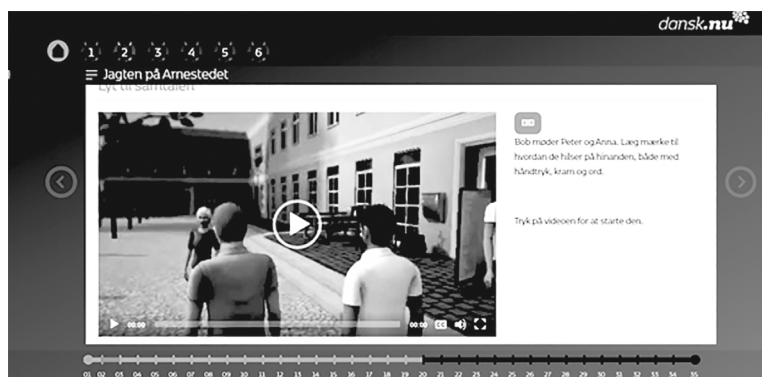 dansk.nu
1 2 3 4 5 6
Jagten på Arnestedet
Lyt til samtalen
Bob møder Peter og Anna. Læg mærke til
hvordan de hilser på hinanden, både med
håndtryk, kram og ord.
Tryk på videoen for at starte den.
00:00 00:00 CC
01 02 03 04 05 06 07 08 09 10 11 12 13 14 15 16 17 18 19 20 21 22 23 24 25 26 27 28 29 30 31 32 33 34 35